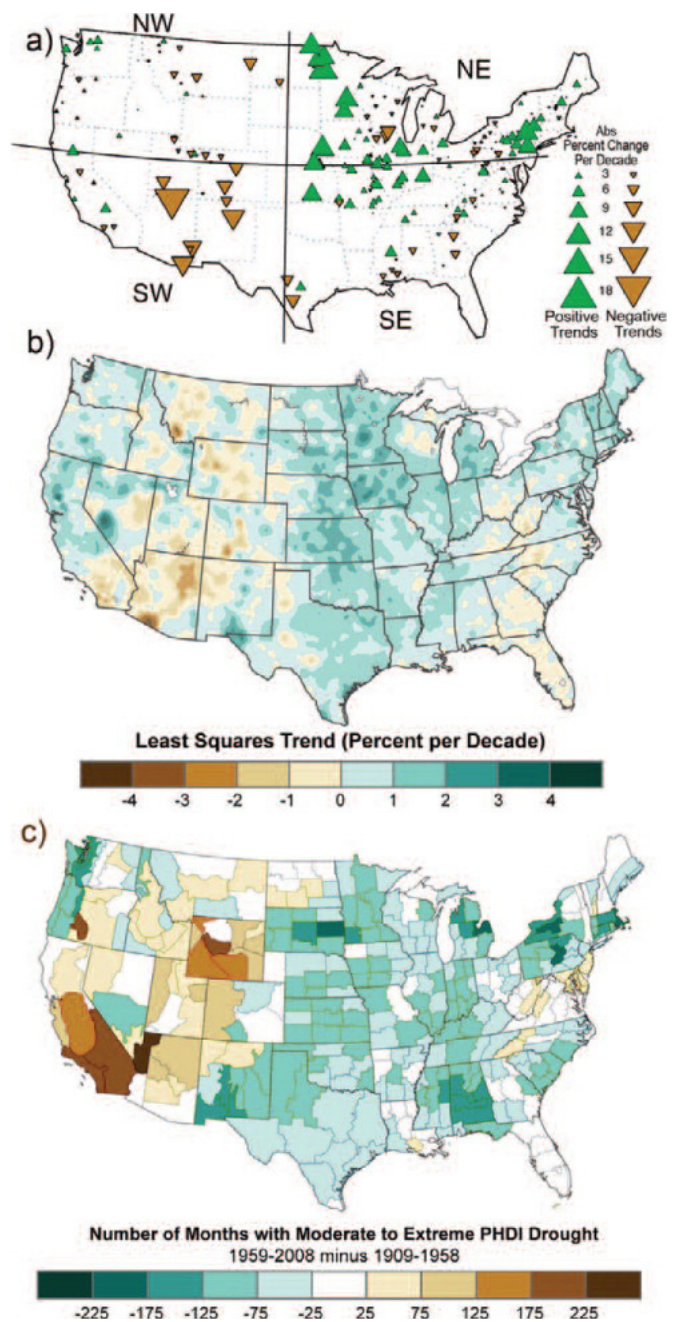 a)
NW
NE
SW
SE
Abs
Percent Change
Per Decade
3
6
9
12
15
18
Positive Negative
Trends Trends
b)
Least Squares Trend (Percent per Decade)
-4 -3 -2 -1 0 1 2 3 4
c)
Number of Months with Moderate to Extreme PHDI Drought
1959-2008 minus 1909-1958
-225 -175 -125 -75 -25 25 75 125 175 225